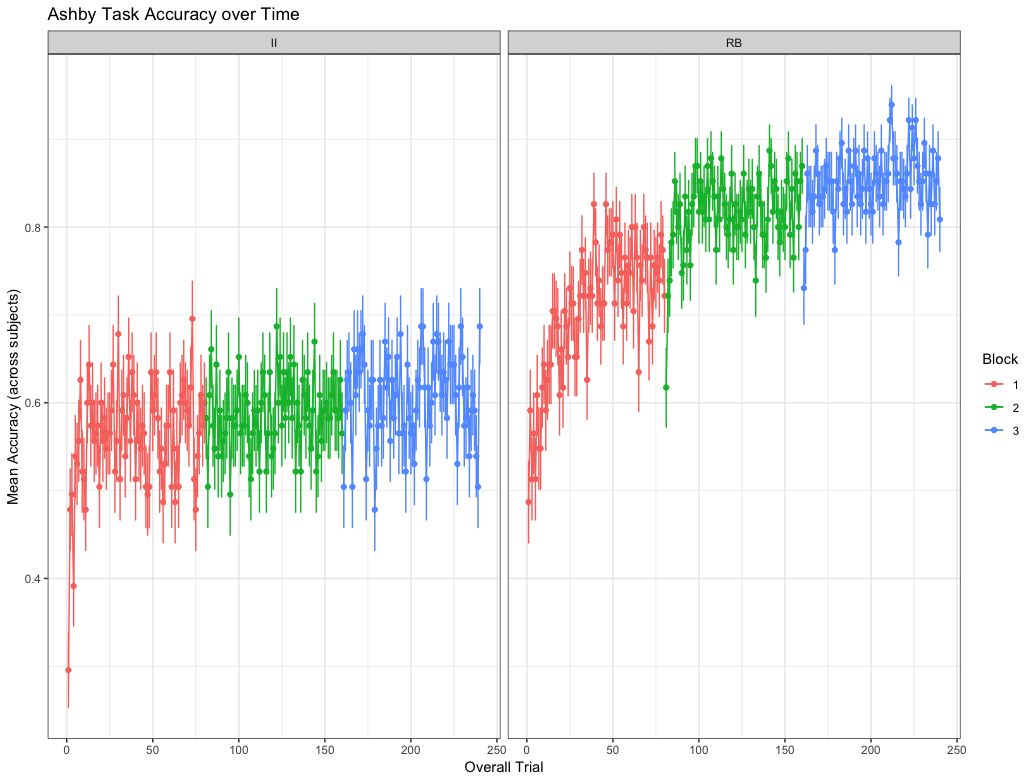 Ashby Task Accuracy over Time
II
RB
Mean Accuracy (across subjects)
0.8
0.6
0.4
0 50 100 150 200 250
0 50 100 150 200 250
Overall Trial
Block
1
2
3